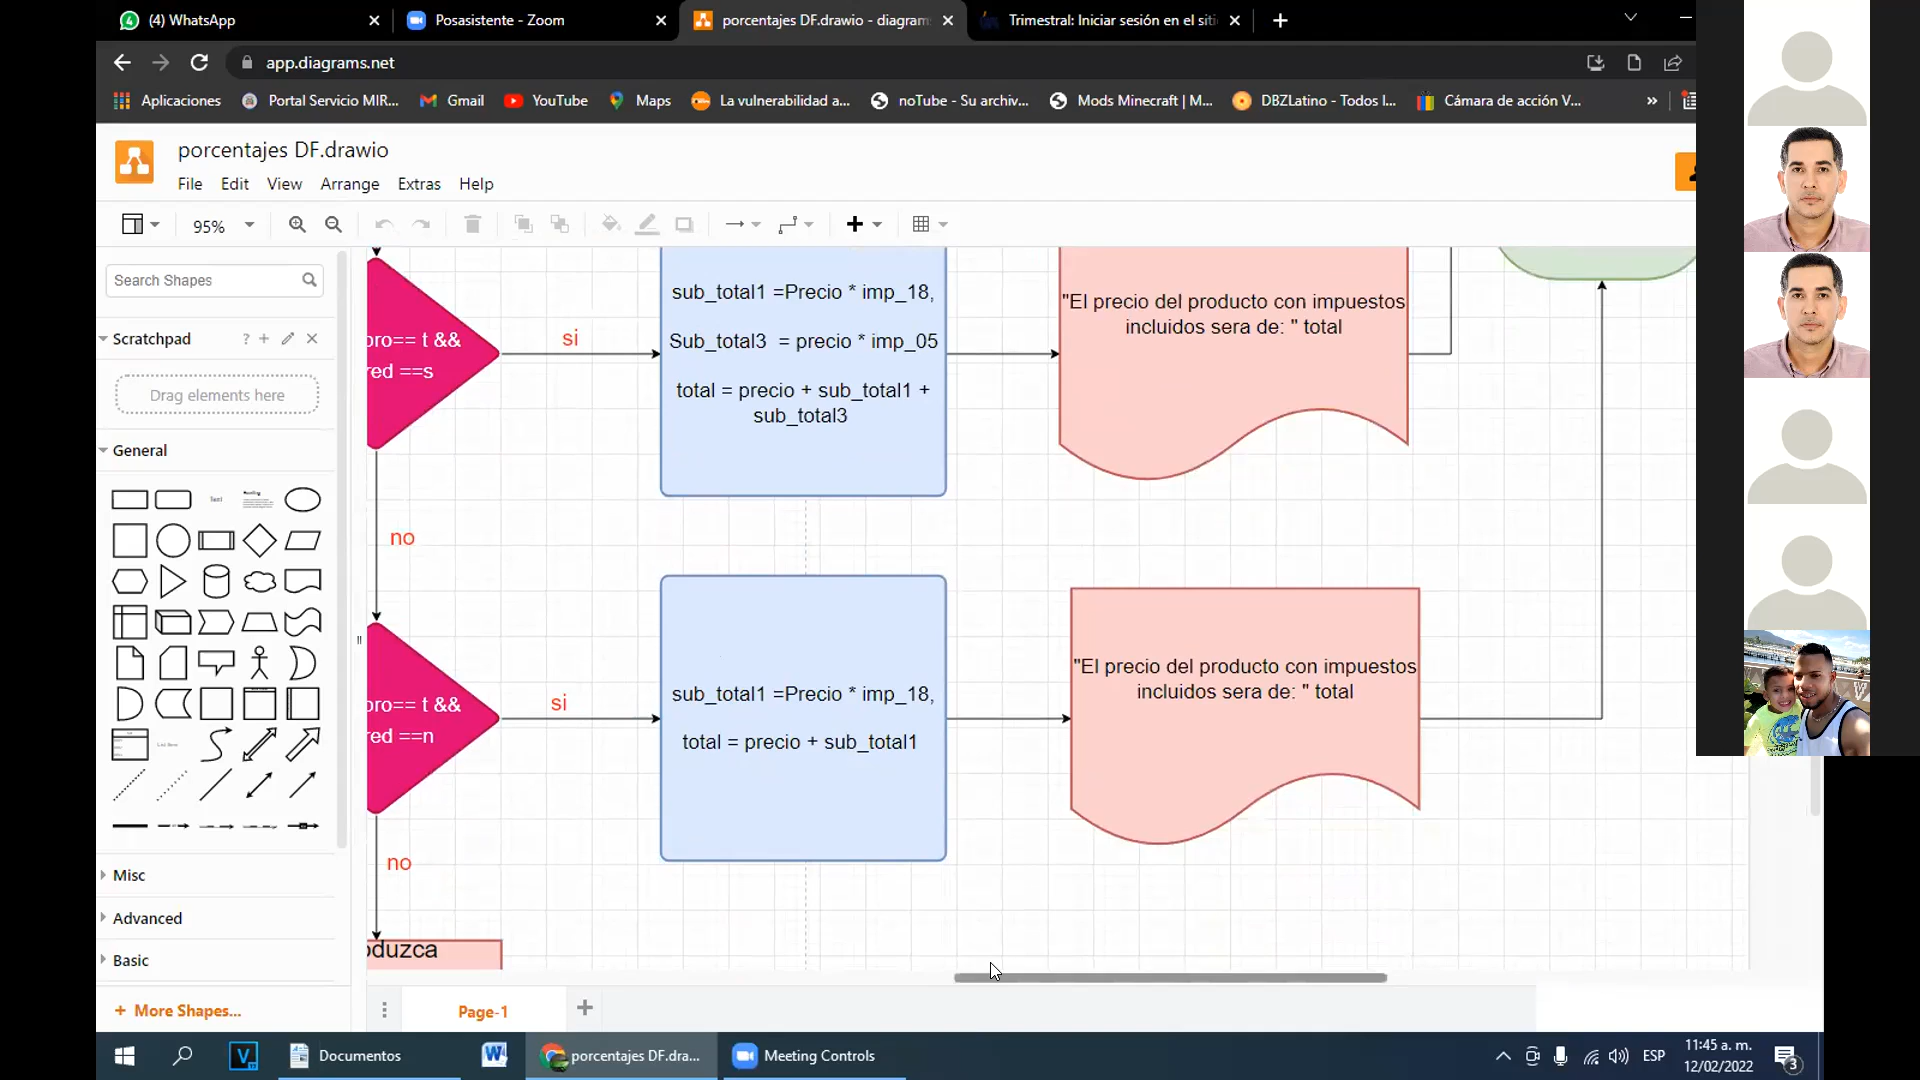 (4) WhatsApp
Posasistente - Zoom
porcentajes DF.drawio - diagram
Trimestral: Iniciar sesión en el siti
app.diagrams.net
Aplicaciones
Portal Servicio MIR...
Gmail
YouTube
Maps
La vulnerabilidad a...
noTube - Su archiv...
Mods Minecraft | M...
DBZLatino - Todos l...
Cámara de acción V...
»
porcentajes DF.drawio
File Edit View Arrange Extras Help
95%
Search Shapes
Scratchpad
Drag elements here
General
Text
Heading
List Item
Misc
Advanced
Basic
+ More Shapes...
pro== t &&
red ==s
si
sub_total1 =Precio * imp_18,
Sub_total3 = precio * imp_05
total = precio + sub_total1 +
sub_total3
"El precio del producto con impuestos
incluidos sera de: " total
no
pro== t &&
red ==n
si
sub_total1 =Precio * imp_18,
total = precio + sub_total1
"El precio del producto con impuestos
incluidos sera de: " total
no
oduzca
Page-1
Documentos
porcentajes DF.dra...
Meeting Controls
ESP
11:45 a. m.
12/02/2022
3